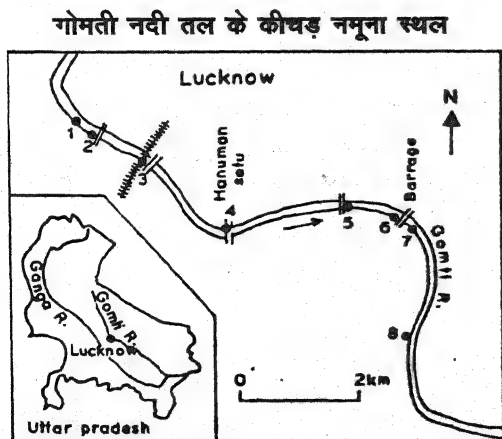 गोमती नदी तल के कीचड़ नमूना स्थल
Lucknow
N
1
2
3
Hanuman
setu
4
5
Barrage
6
7
Gomti R.
8
Ganga R.
Gomti R.
Lucknow
0 2km
Uttar pradesh